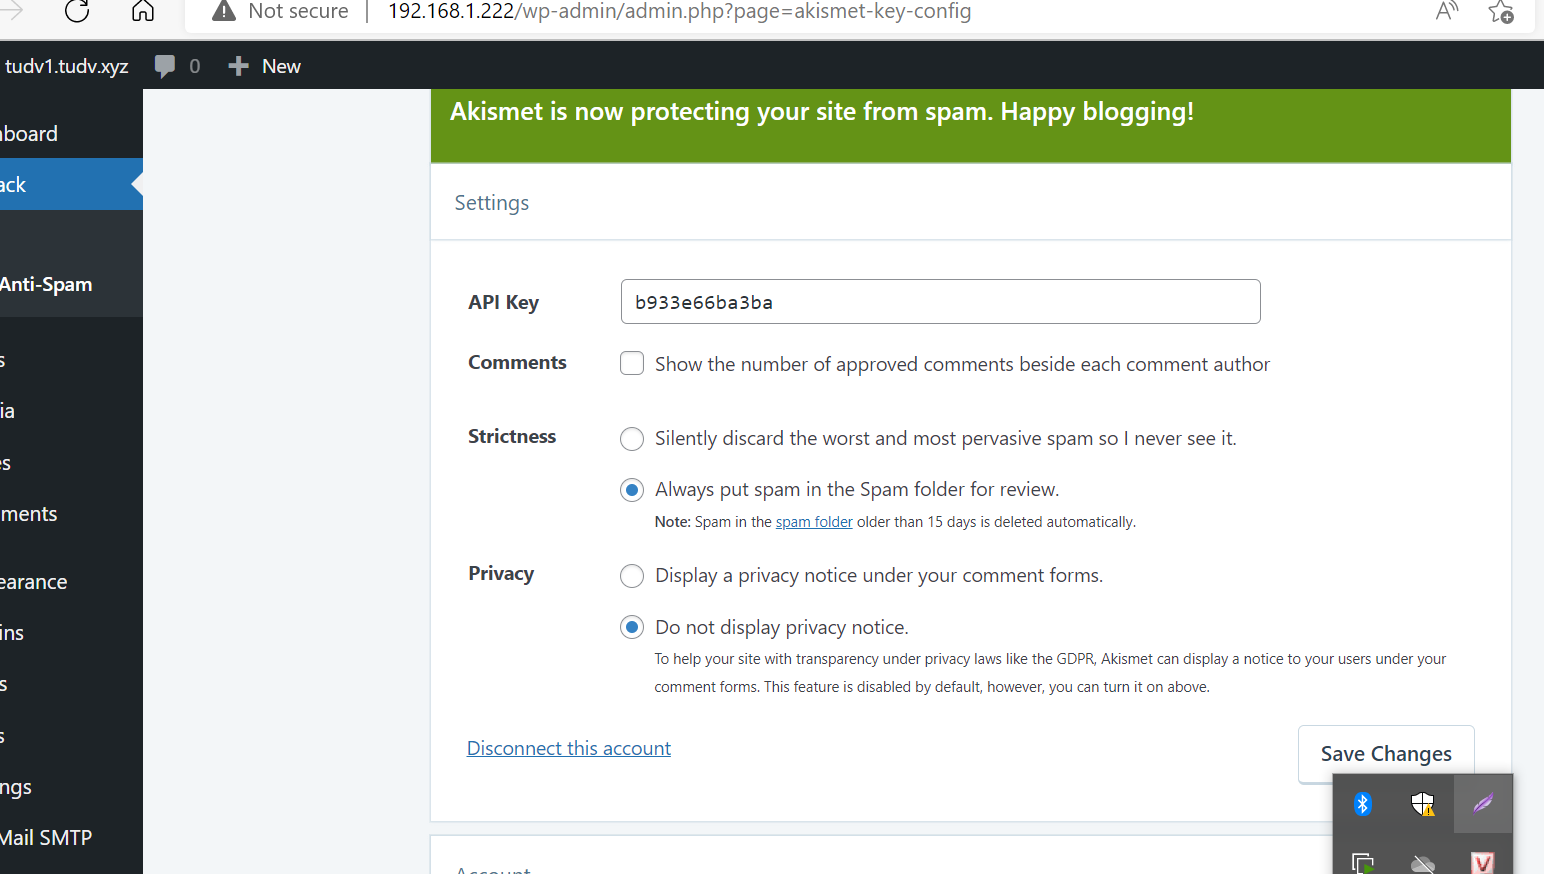 Not secure | 192.168.1.222/wp-admin/admin.php?page=akismet-key-config
tudv1.tudv.xyz 0 New
Akismet is now protecting your site from spam. Happy blogging!
board
ack
Settings
Anti-Spam
API Key b933e66ba3ba
s
Comments Show the number of approved comments beside each comment author
ia
Strictness Silently discard the worst and most pervasive spam so I never see it.
es
Always put spam in the Spam folder for review.
ments
Note: Spam in the spam folder older than 15 days is deleted automatically.
Privacy Display a privacy notice under your comment forms.
earance
Do not display privacy notice.
ins
To help your site with transparency under privacy laws like the GDPR, Akismet can display a notice to your users under your
comment forms. This feature is disabled by default, however, you can turn it on above.
s
s
Disconnect this account Save Changes
ngs
Mail SMTP
Account